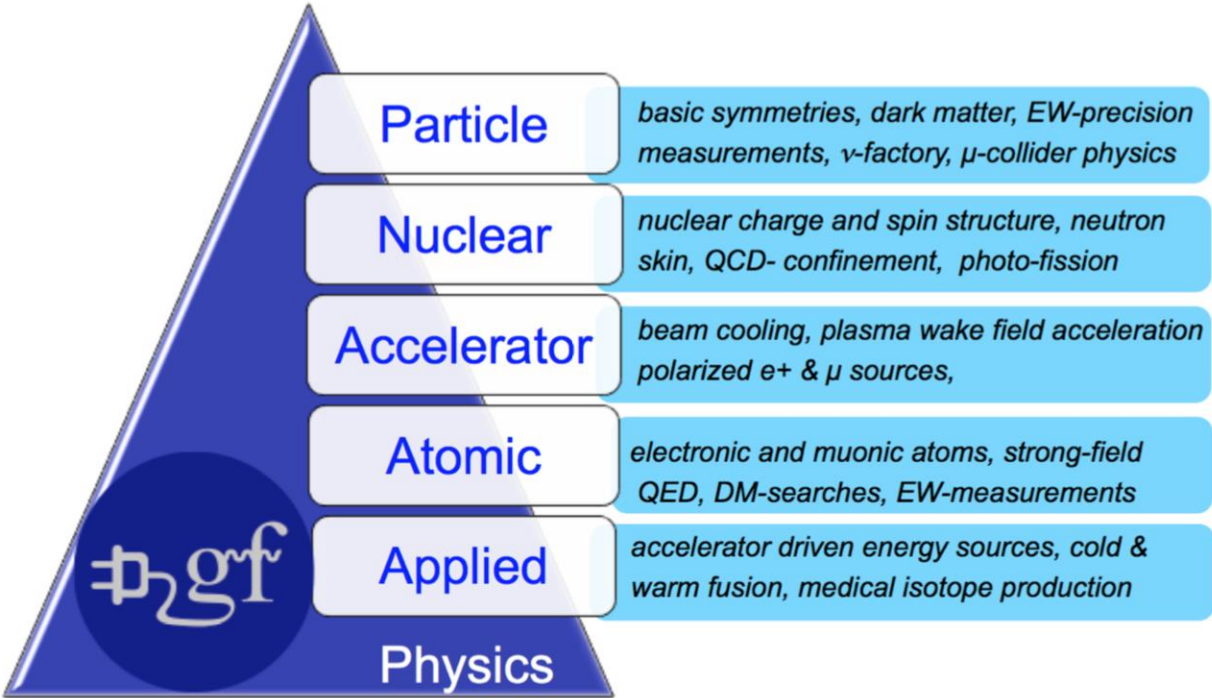 Particle
basic symmetries, dark matter, EW-precision
measurements, ν-factory, μ-collider physics
Nuclear
nuclear charge and spin structure, neutron
skin, QCD- confinement, photo-fission
Accelerator
beam cooling, plasma wake field acceleration
polarized e+ & μ sources,
Atomic
electronic and muonic atoms, strong-field
QED, DM-searches, EW-measurements
Applied
accelerator driven energy sources, cold &
warm fusion, medical isotope production
gf
Physics